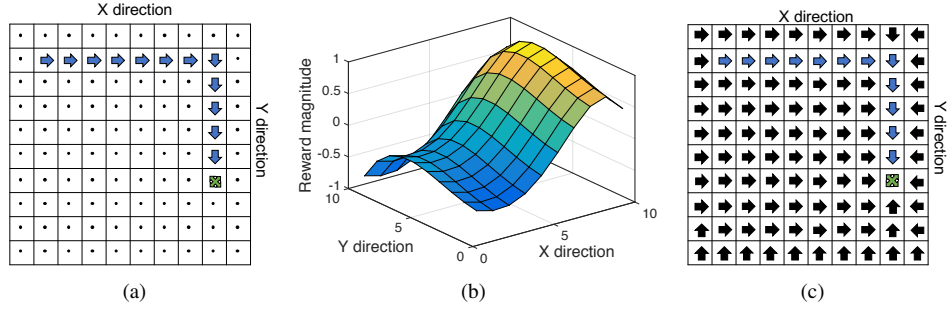 X direction
Y direction
(a)
Reward magnitude
1
0.5
0
-0.5
-1
10
5
0
Y direction
0
5
10
X direction
(b)
X direction
Y direction
(c)